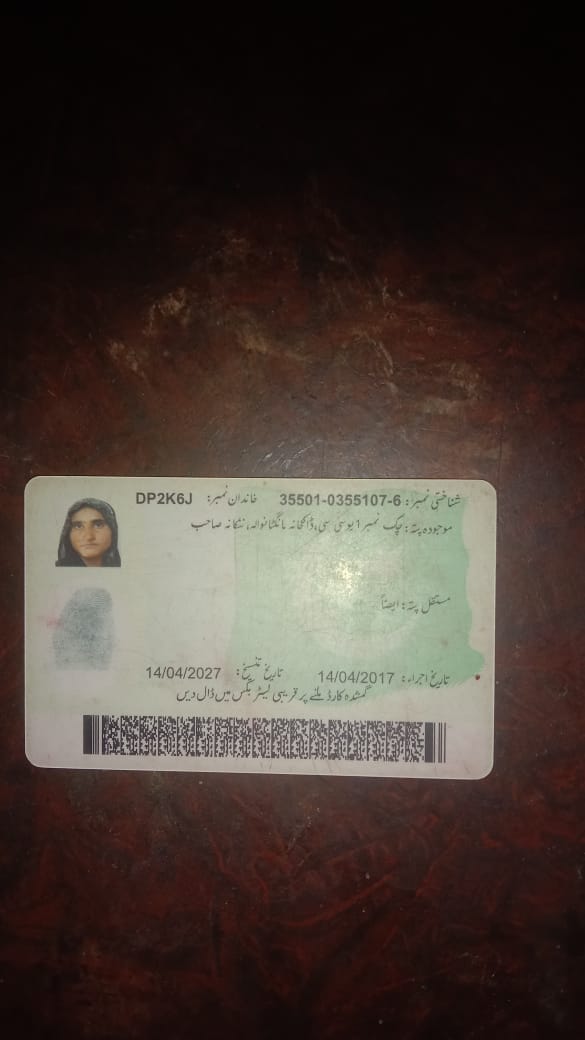 شناختی نمبر: 35501-0355107-6 خاندان نمبر: DP2K6J
موجودہ پتہ: چک نمبر 1 یو سی سی، ڈاکخانہ مانگٹانوالہ، ننکانہ صاحب
مستقل پتہ: ایضاً
تاریخ اجراء: 14/04/2017 تاریخ تنسیخ: 14/04/2027
گمشدہ کارڈ ملنے پر قریبی لیٹر بکس میں ڈال دیں